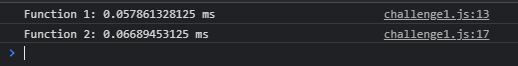 Function 1: 0.057861328125 ms challenge1.js:13
Function 2: 0.06689453125 ms challenge1.js:17
>